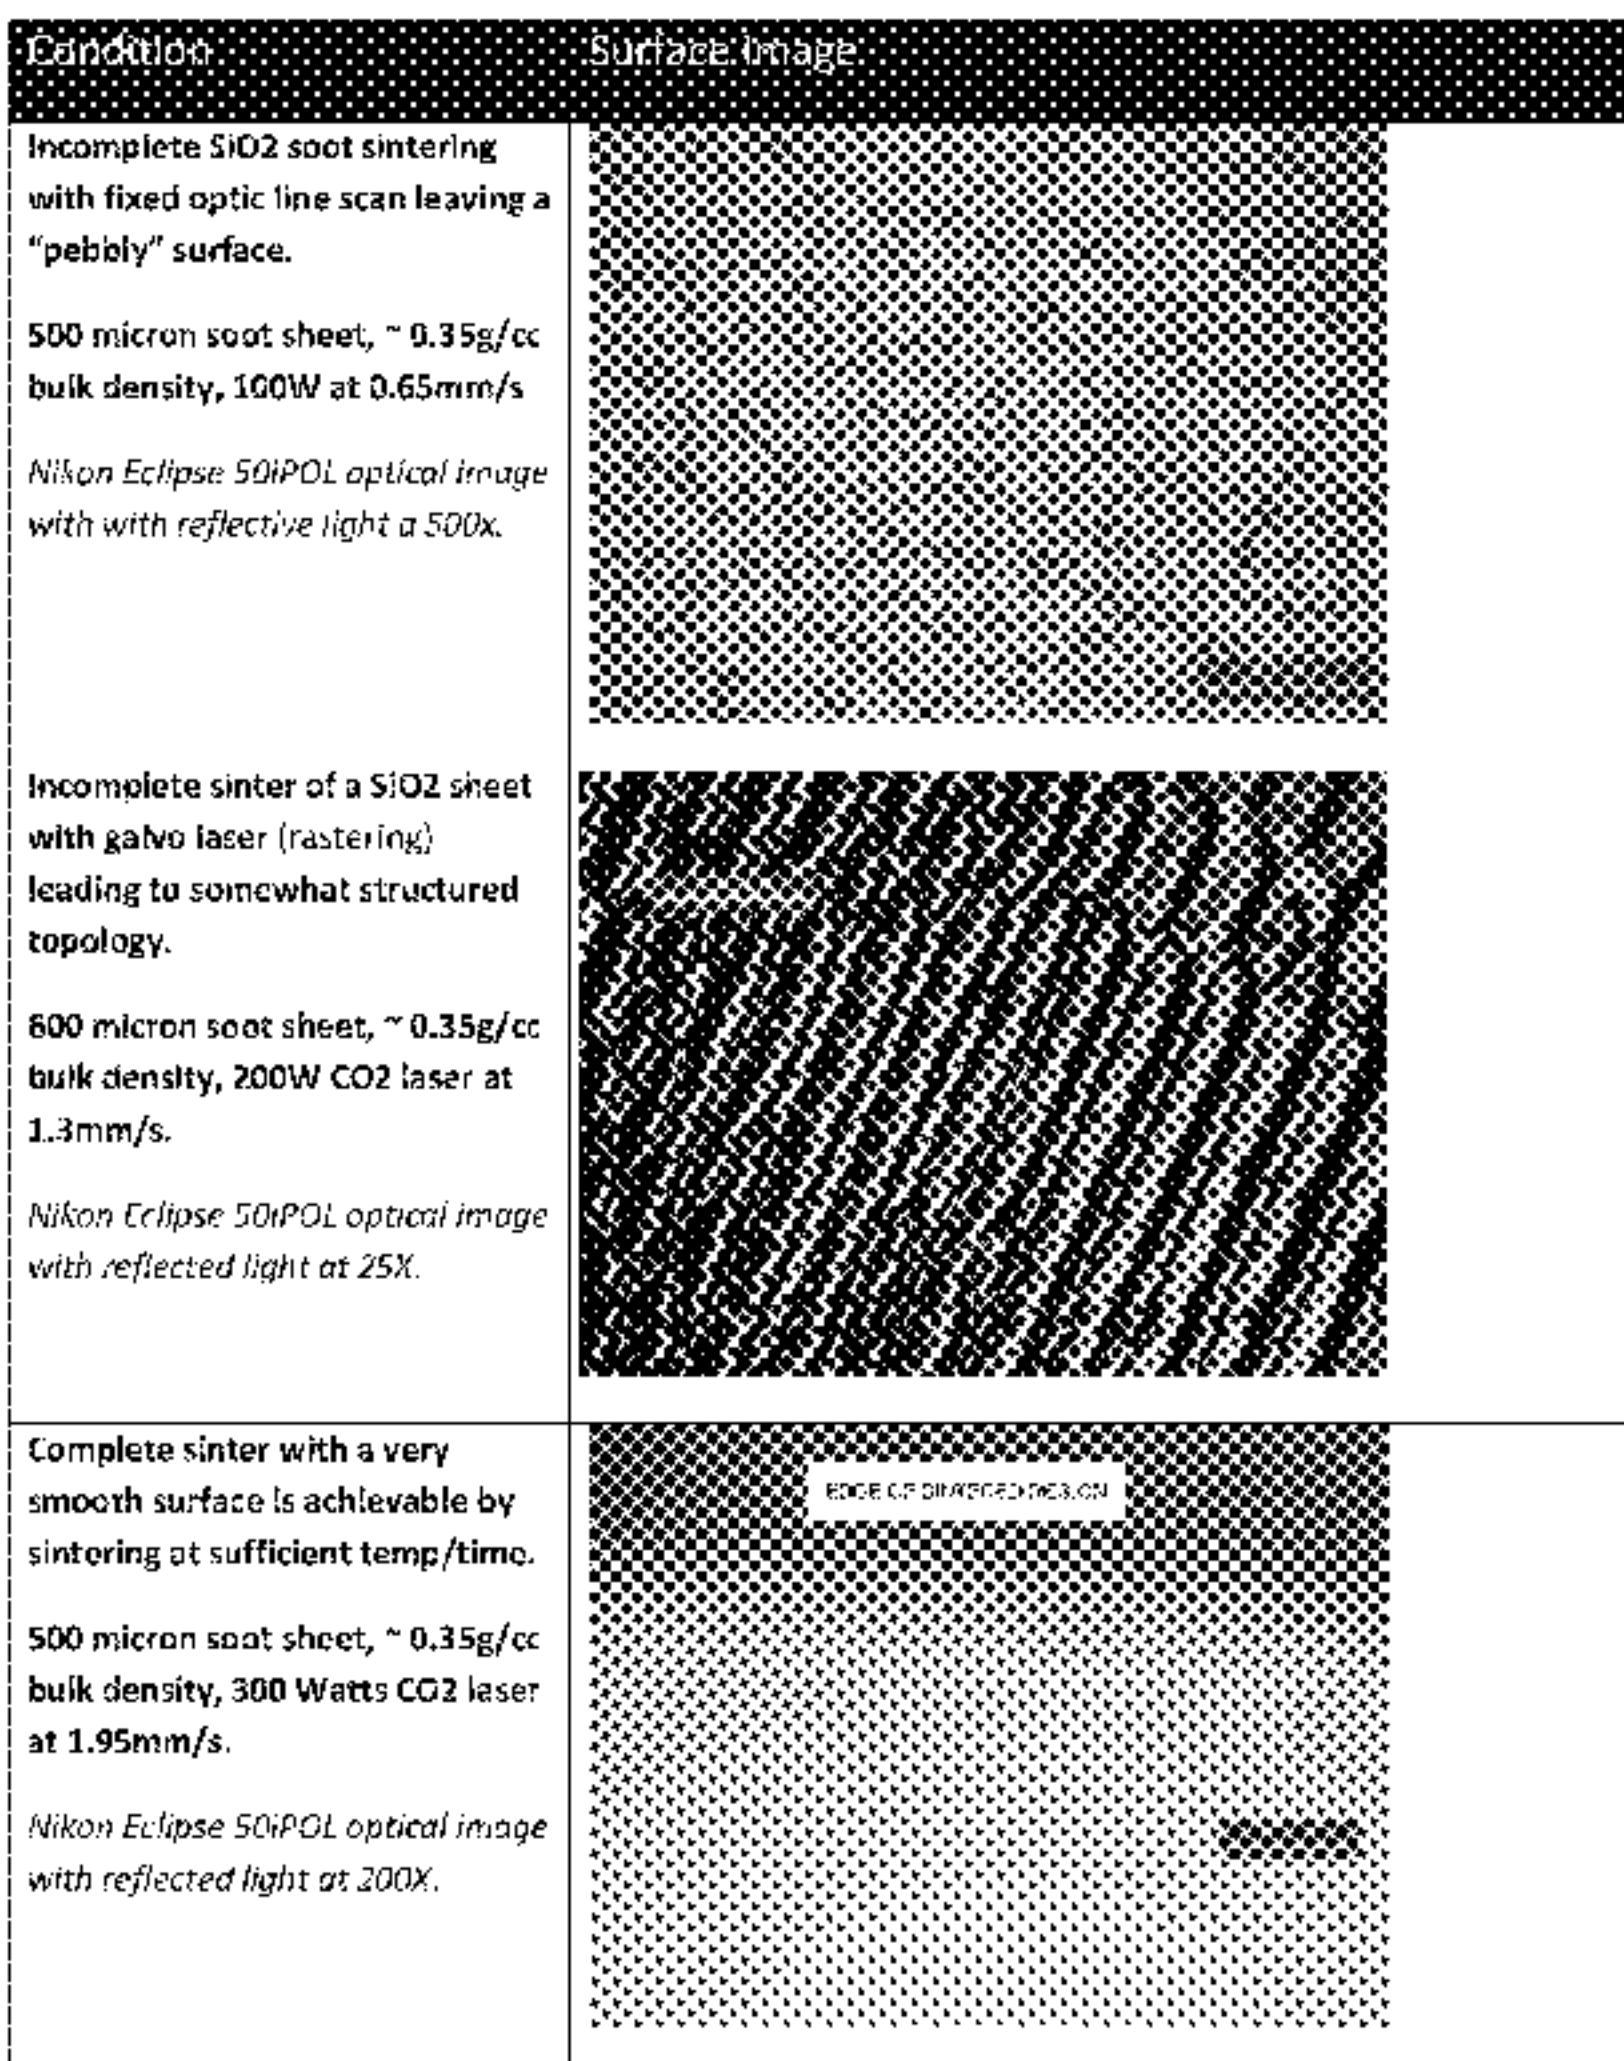 Condition
Surface Image
Incomplete SiO2 soot sintering
with fixed optic line scan leaving a
“pebbly” surface.
500 micron soot sheet, ~ 0.35g/cc
bulk density, 100W at 0.65mm/s
Nikon Eclipse 50iPOL optical image
with with reflective light a 500x.
Incomplete sinter of a SiO2 sheet
with galvo laser (rastering)
leading to somewhat structured
topology.
600 micron soot sheet, ~ 0.35g/cc
bulk density, 200W CO2 laser at
1.3mm/s.
Nikon Eclipse 50iPOL optical image
with reflected light at 25X.
Complete sinter with a very
smooth surface is achievable by
sintering at sufficient temp/time.
EDGE OF SINTERED REGION
500 micron soot sheet, ~ 0.35g/cc
bulk density, 300 Watts CO2 laser
at 1.95mm/s.
Nikon Eclipse 50iPOL optical image
with reflected light at 200X.